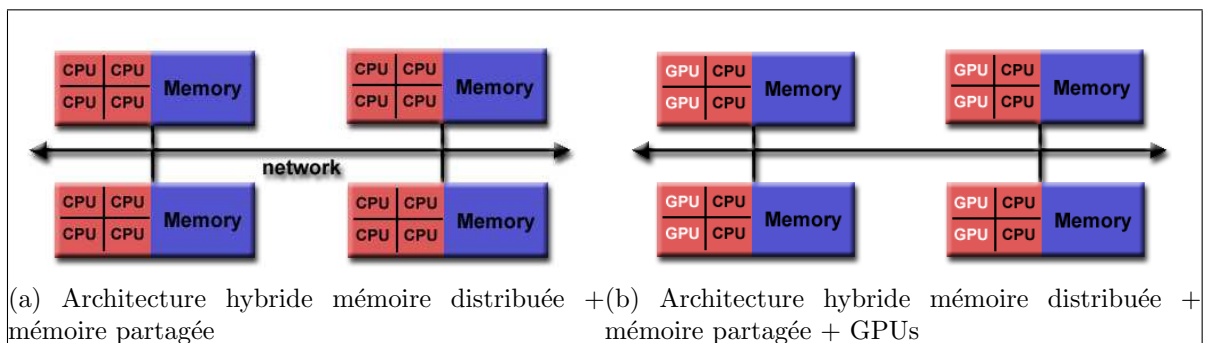 CPU CPU Memory
CPU CPU
CPU CPU Memory
CPU CPU
network
CPU CPU Memory
CPU CPU
CPU CPU Memory
CPU CPU
(a) Architecture hybride mémoire distribuée +
mémoire partagée
GPU CPU Memory
GPU CPU
GPU CPU Memory
GPU CPU
GPU CPU Memory
GPU CPU
GPU CPU Memory
GPU CPU
(b) Architecture hybride mémoire distribuée +
mémoire partagée + GPUs